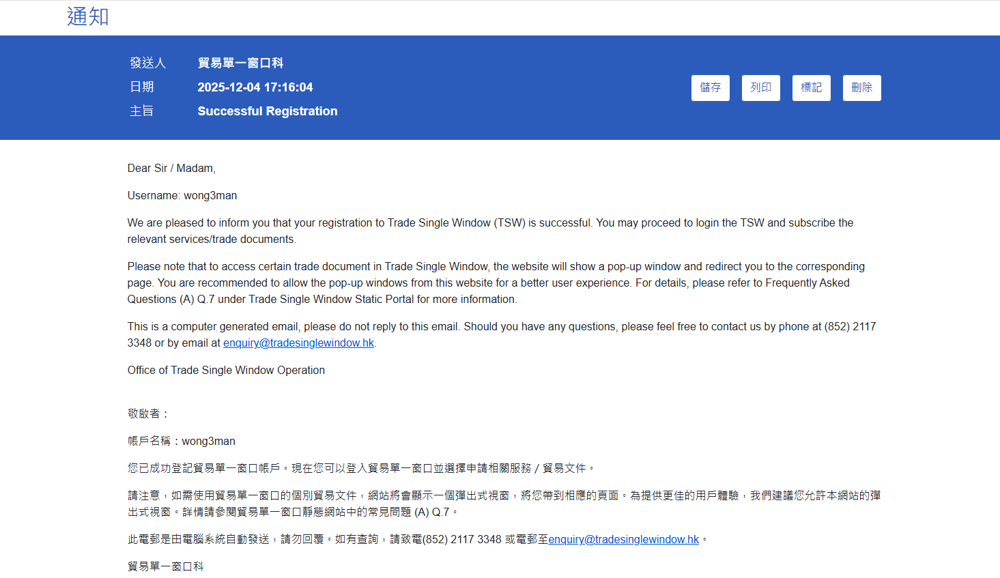 通知
發送人 貿易單一窗口科
日期 2025-12-04 17:16:04
主旨 Successful Registration
儲存 列印 標記 刪除
Dear Sir / Madam,
Username: wong3man
We are pleased to inform you that your registration to Trade Single Window (TSW) is successful. You may proceed to login the TSW and subscribe the
relevant services/trade documents.
Please note that to access certain trade document in Trade Single Window, the website will show a pop-up window and redirect you to the corresponding
page. You are recommended to allow the pop-up windows from this website for a better user experience. For details, please refer to Frequently Asked
Questions (A) Q.7 under Trade Single Window Static Portal for more information.
This is a computer generated email, please do not reply to this email. Should you have any questions, please feel free to contact us by phone at (852) 2117
3348 or by email at enquiry@tradesinglewindow.hk.
Office of Trade Single Window Operation
敬啟者：
帳戶名稱：wong3man
您已成功登記貿易單一窗口帳戶。現在您可以登入貿易單一窗口並選擇申請相關服務／貿易文件。
請注意，如需使用貿易單一窗口的個別貿易文件，網站將會顯示一個彈出式視窗，將您帶到相應的頁面。為提供更佳的用戶體驗，我們建議您允許本網站的彈
出式視窗。詳情請參閱貿易單一窗口靜態網站中的常見問題 (A) Q.7。
此電郵是由電腦系統自動發送，請勿回覆。如有查詢，請致電(852) 2117 3348 或電郵至enquiry@tradesinglewindow.hk。
貿易單一窗口科